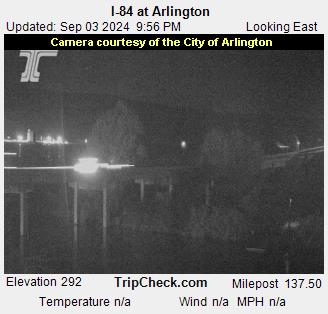 I-84 at Arlington
Updated: Sep 03 2024 9:56 PM Looking East
Camera courtesy of the City of Arlington
Elevation 292 TripCheck.com Milepost 137.50
Temperature n/a Wind n/a MPH n/a